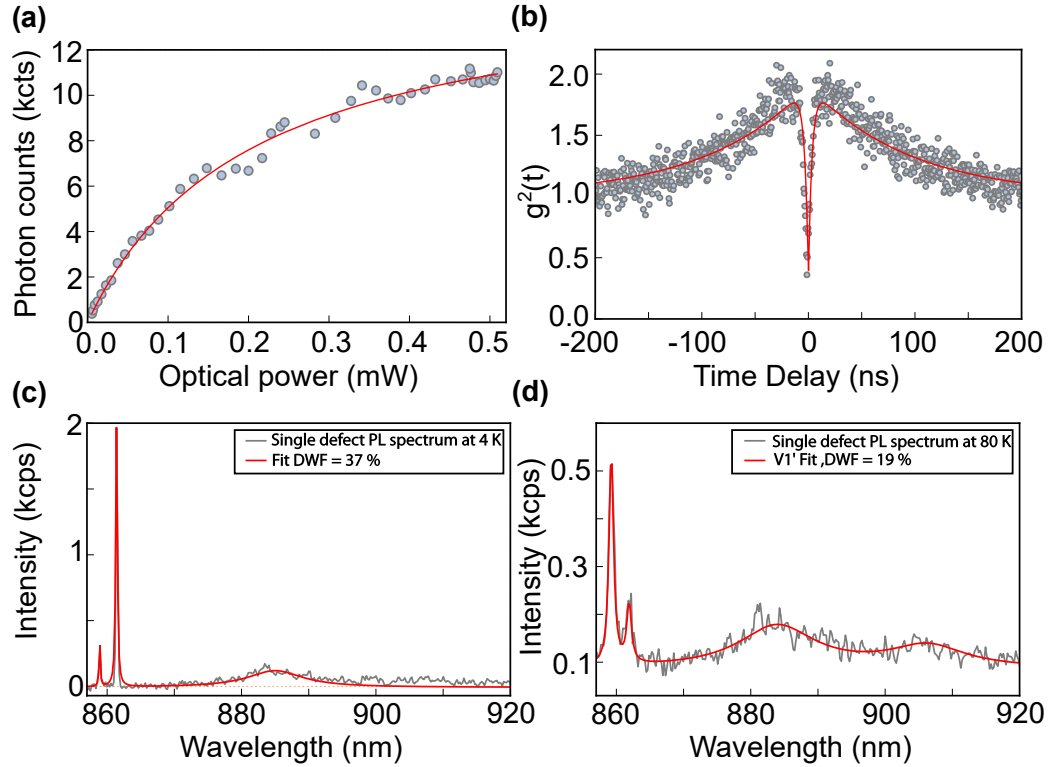 (a)
Photon counts (kcts)
12
10
8
6
4
2
0
0.0 0.1 0.2 0.3 0.4 0.5
Optical power (mW)
(b)
g²(t)
2.0
1.5
1.0
0.5
0.0
-200 -100 0 100 200
Time Delay (ns)
(c)
Intensity (kcps)
2
1
0
Single defect PL spectrum at 4 K
Fit DWF = 37 %
860 880 900 920
Wavelength (nm)
(d)
Intensity (kcps)
0.5
0.3
0.1
Single defect PL spectrum at 80 K
V1' Fit ,DWF = 19 %
860 880 900 920
Wavelength (nm)